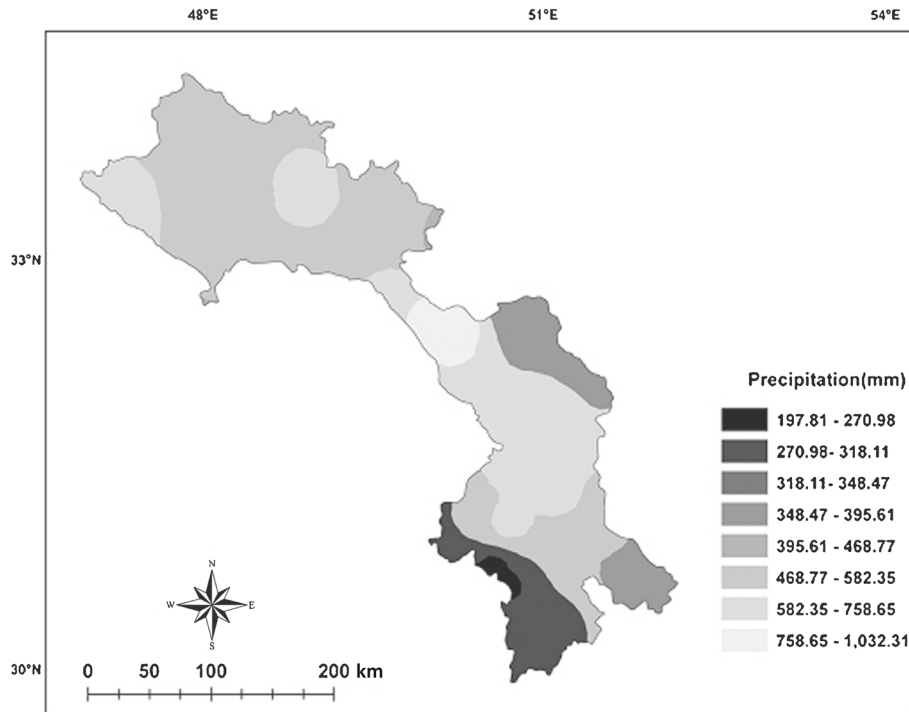 48°E 51°E 54°E
33°N
30°N
Precipitation(mm)
197.81 - 270.98
270.98- 318.11
318.11- 348.47
348.47 - 395.61
395.61 - 468.77
468.77 - 582.35
582.35 - 758.65
758.65 - 1,032.31
N
W E
S
0 50 100 200 km